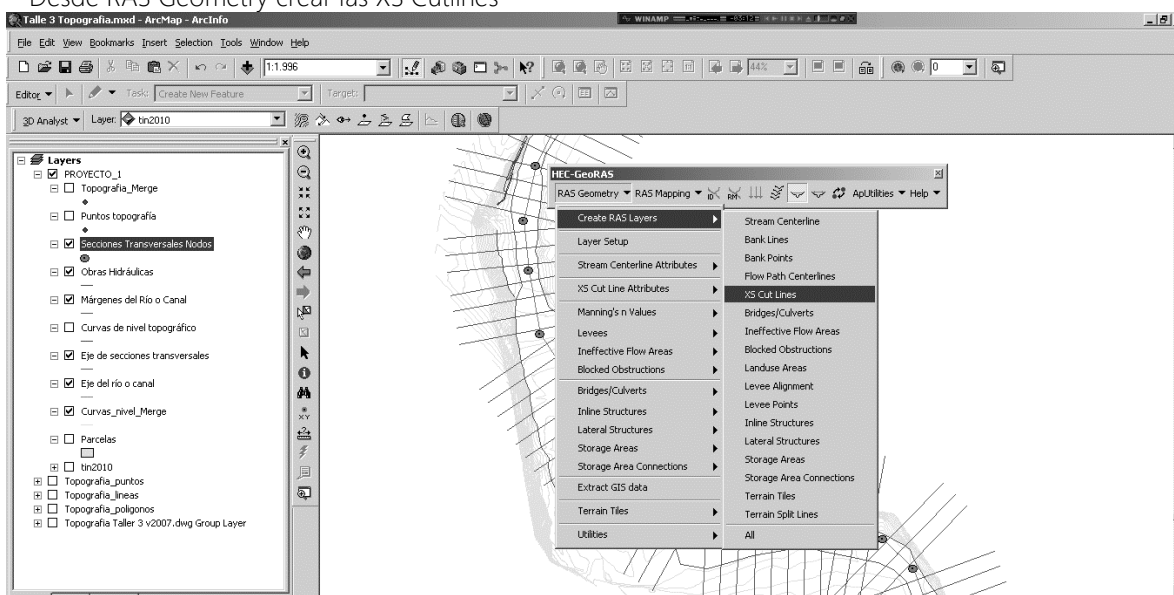 Desde RAS Geometry crear las XS Cutlines
Talle 3 Topografia.mxd - ArcMap - ArcInfo
WINAMP
File Edit View Bookmarks Insert Selection Tools Window Help
1:1.996
44%
0
Editor Task: Create New Feature Target:
3D Analyst Layer: tin2010
Layers
PROYECTO_1
Topografia_Merge
Puntos topografía
Secciones Transversales Nodos
Obras Hidráulicas
Márgenes del Río o Canal
Curvas de nivel topográfico
Eje de secciones transversales
Eje del río o canal
Curvas_nivel_Merge
Parcelas
tin2010
Topografia_puntos
Topografia_lineas
Topografia_poligonos
Topografia Taller 3 v2007.dwg Group Layer
XY
HEC-GeoRAS
RAS Geometry RAS Mapping ID RM ApUtilities Help
Create RAS Layers
Layer Setup
Stream Centerline Attributes
XS Cut Line Attributes
Manning's n Values
Levees
Ineffective Flow Areas
Blocked Obstructions
Bridges/Culverts
Inline Structures
Lateral Structures
Storage Areas
Storage Area Connections
Extract GIS data
Terrain Tiles
Utilities
Stream Centerline
Bank Lines
Bank Points
Flow Path Centerlines
XS Cut Lines
Bridges/Culverts
Ineffective Flow Areas
Blocked Obstructions
Landuse Areas
Levee Alignment
Levee Points
Inline Structures
Lateral Structures
Storage Areas
Storage Area Connections
Terrain Tiles
Terrain Split Lines
All